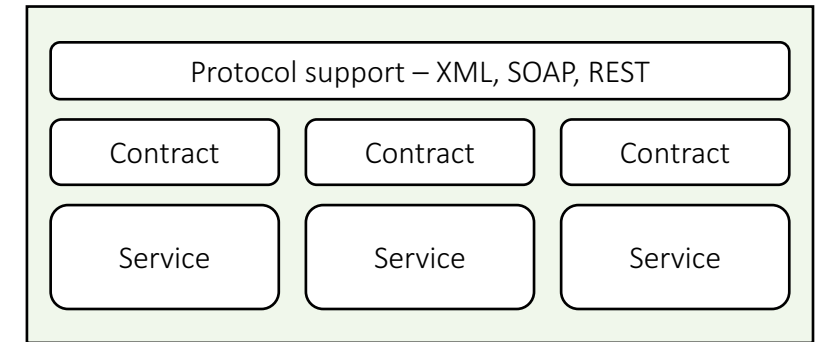 Protocol support – XML, SOAP, REST
Contract Contract Contract
Service Service Service